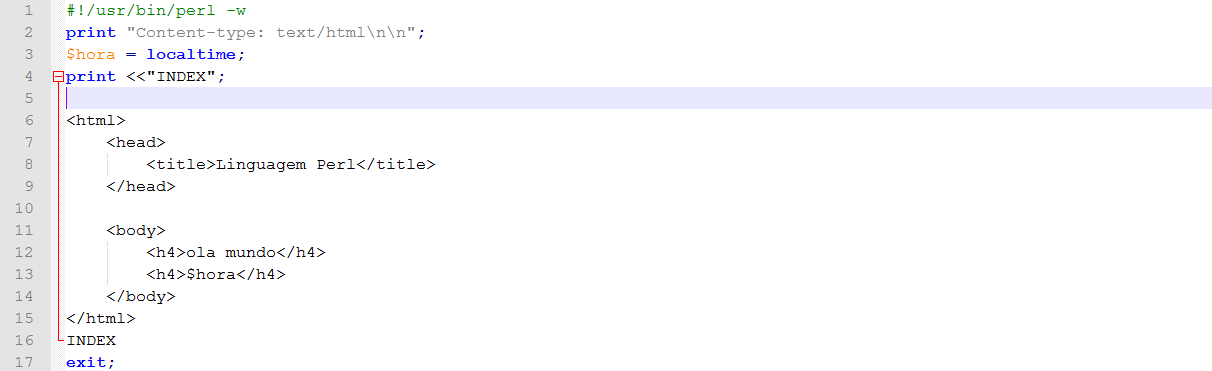 1 #!/usr/bin/perl -w
2 print "Content-type: text/html\n\n";
3 $hora = localtime;
4 print <<"INDEX";
5
6 <html>
7     <head>
8         <title>Linguagem Perl</title>
9     </head>
10
11     <body>
12         <h4>ola mundo</h4>
13         <h4>$hora</h4>
14     </body>
15 </html>
16 INDEX
17 exit;